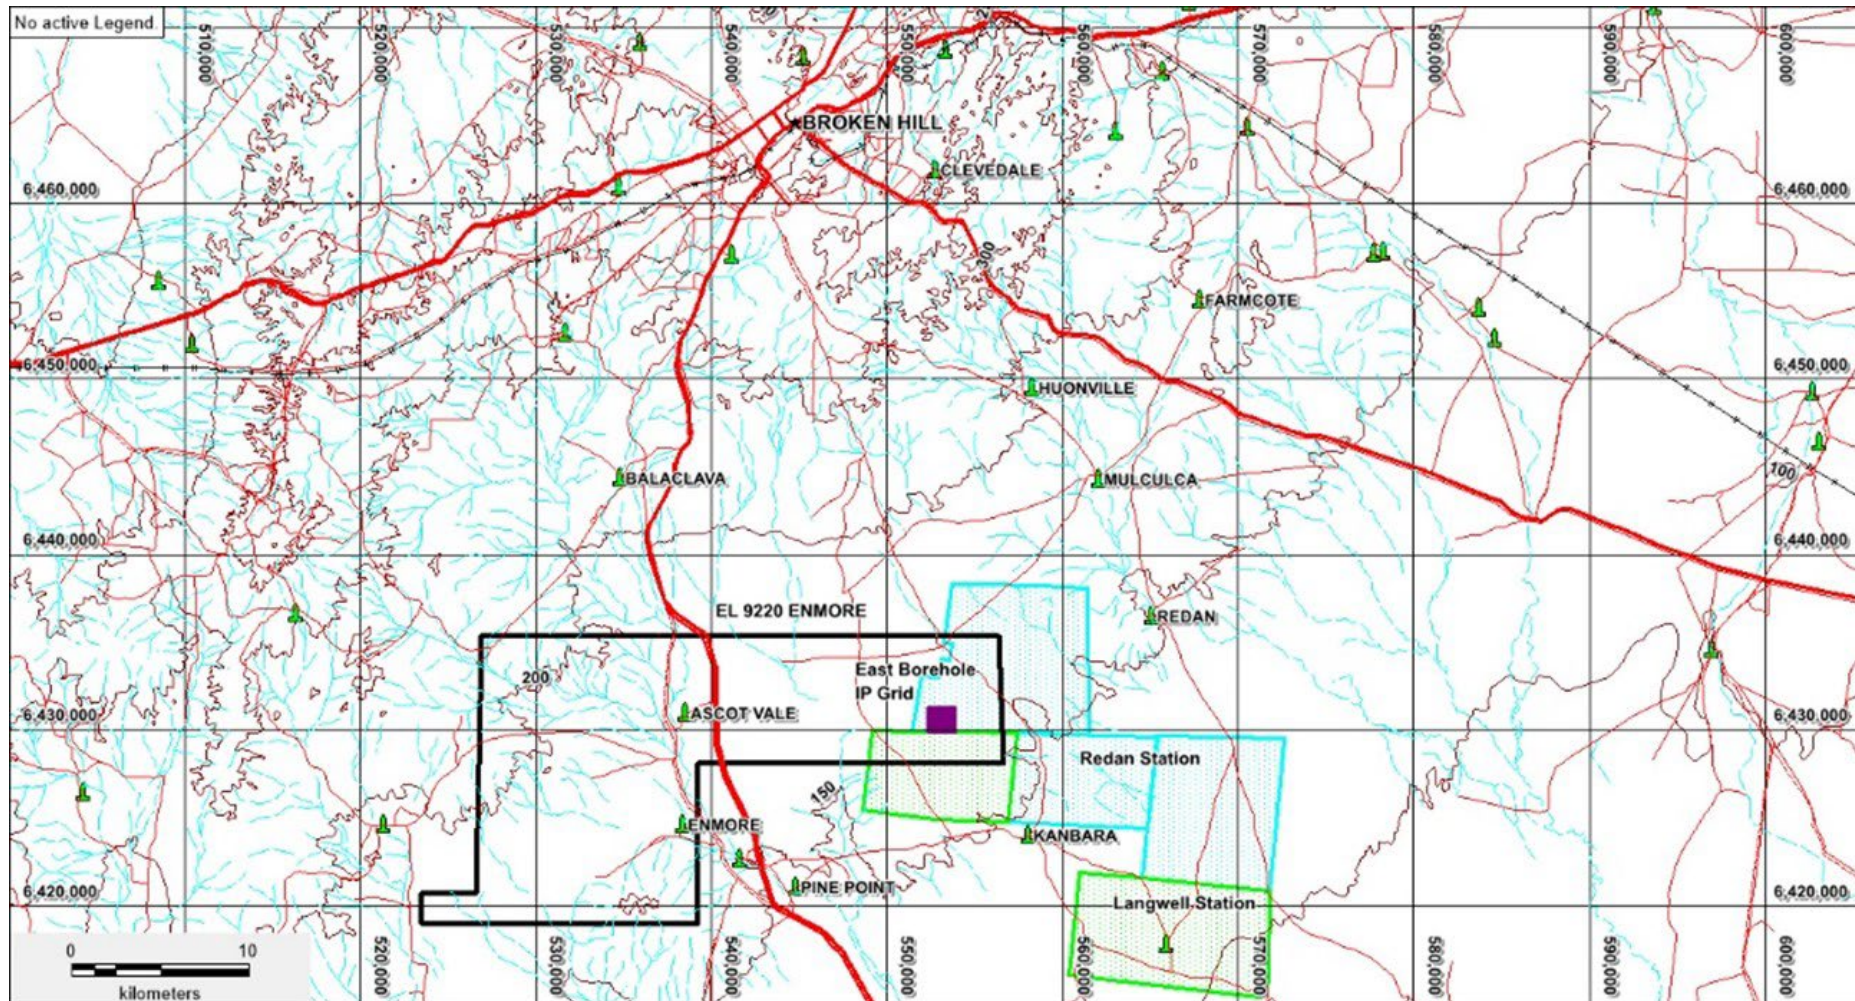 No active Legend.
510,000
520,000
530,000
540,000
550,000
560,000
570,000
580,000
590,000
600,000
BROKEN HILL
CLEVEDALE
6,460,000
6,460,000
200
FARMCOTE
6,450,000
6,450,000
HUONVILLE
100
BALACLAVA
MULCULCA
6,440,000
6,440,000
EL 9220 ENMORE
REDAN
East Borehole
IP Grid
200
6,430,000
ASCOT VALE
6,430,000
Redan Station
150
ENMORE
KANBARA
6,420,000
PINE POINT
Langwell Station
6,420,000
0 10
kilometers
520,000
530,000
540,000
550,000
560,000
570,000
580,000
590,000
600,000